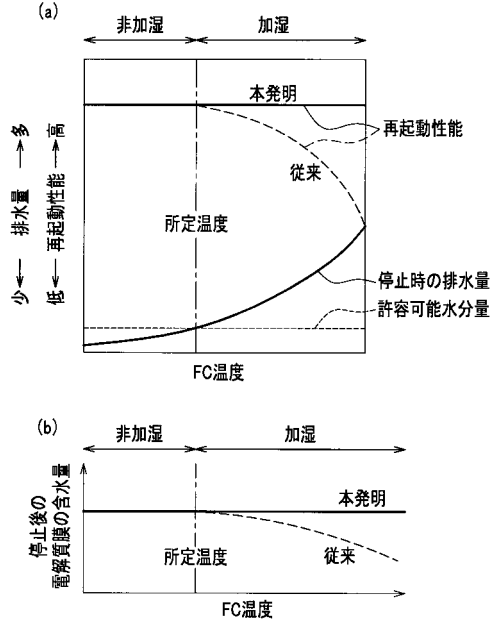 (a)
非加湿
加湿
本発明
再起動性能
従来
少 ← 排水量 → 多
低 ← 再起動性能 → 高
所定温度
停止時の排水量
許容可能水分量
FC温度
(b)
非加湿
加湿
停止後の
電解質膜の含水量
本発明
所定温度
従来
FC温度